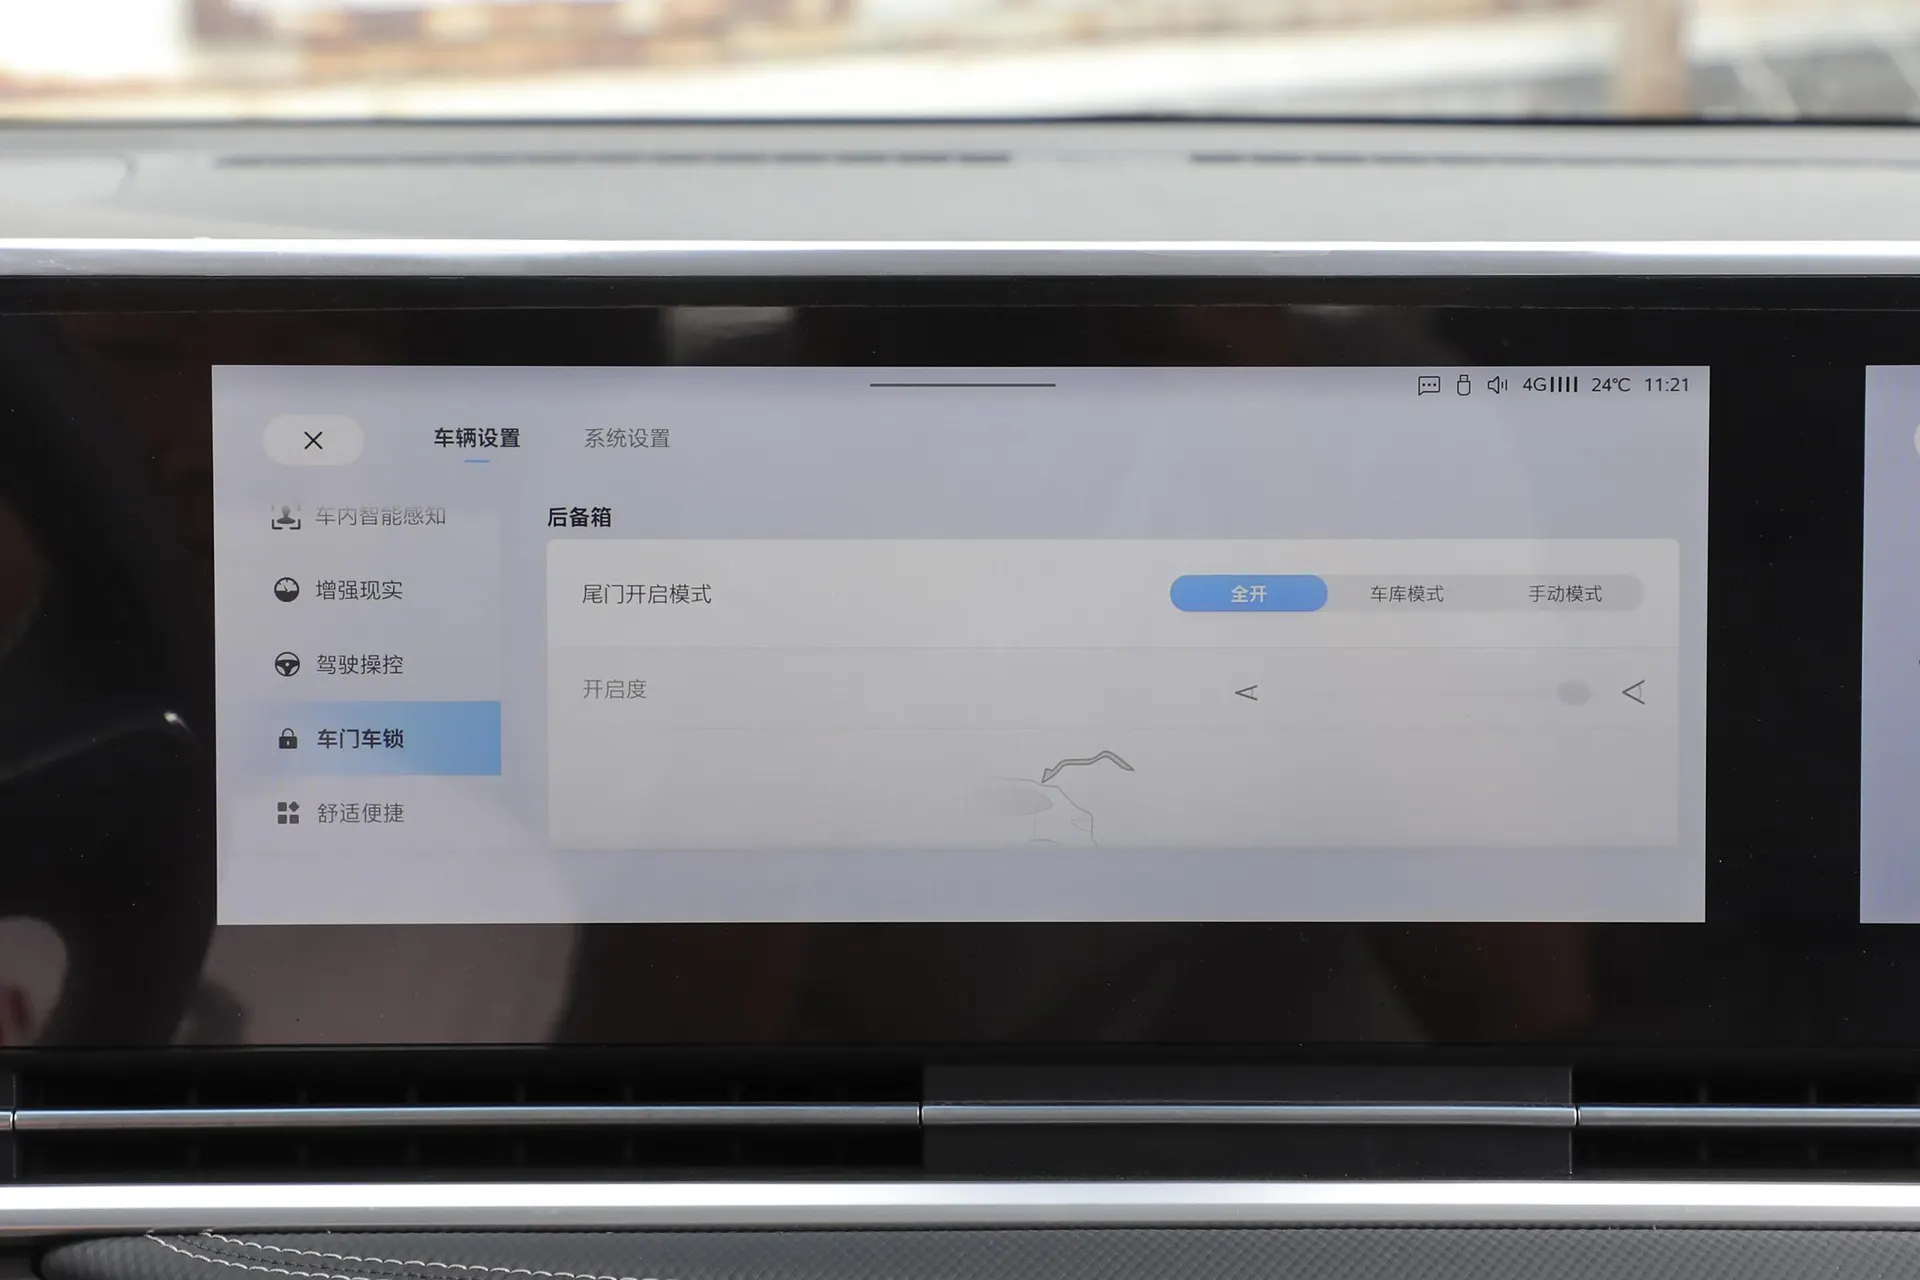 4G 24℃ 11:21
车辆设置 系统设置
车内智能感知
增强现实
驾驶操控
车门车锁
舒适便捷
后备箱
尾门开启模式 全开 车库模式 手动模式
开启度